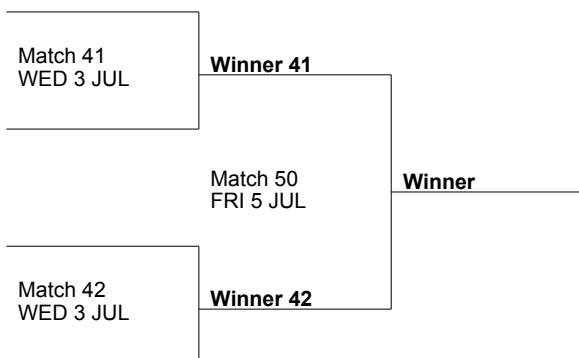 Match 41
WED 3 JUL
Winner 41
Match 50
FRI 5 JUL
Winner
Match 42
WED 3 JUL
Winner 42